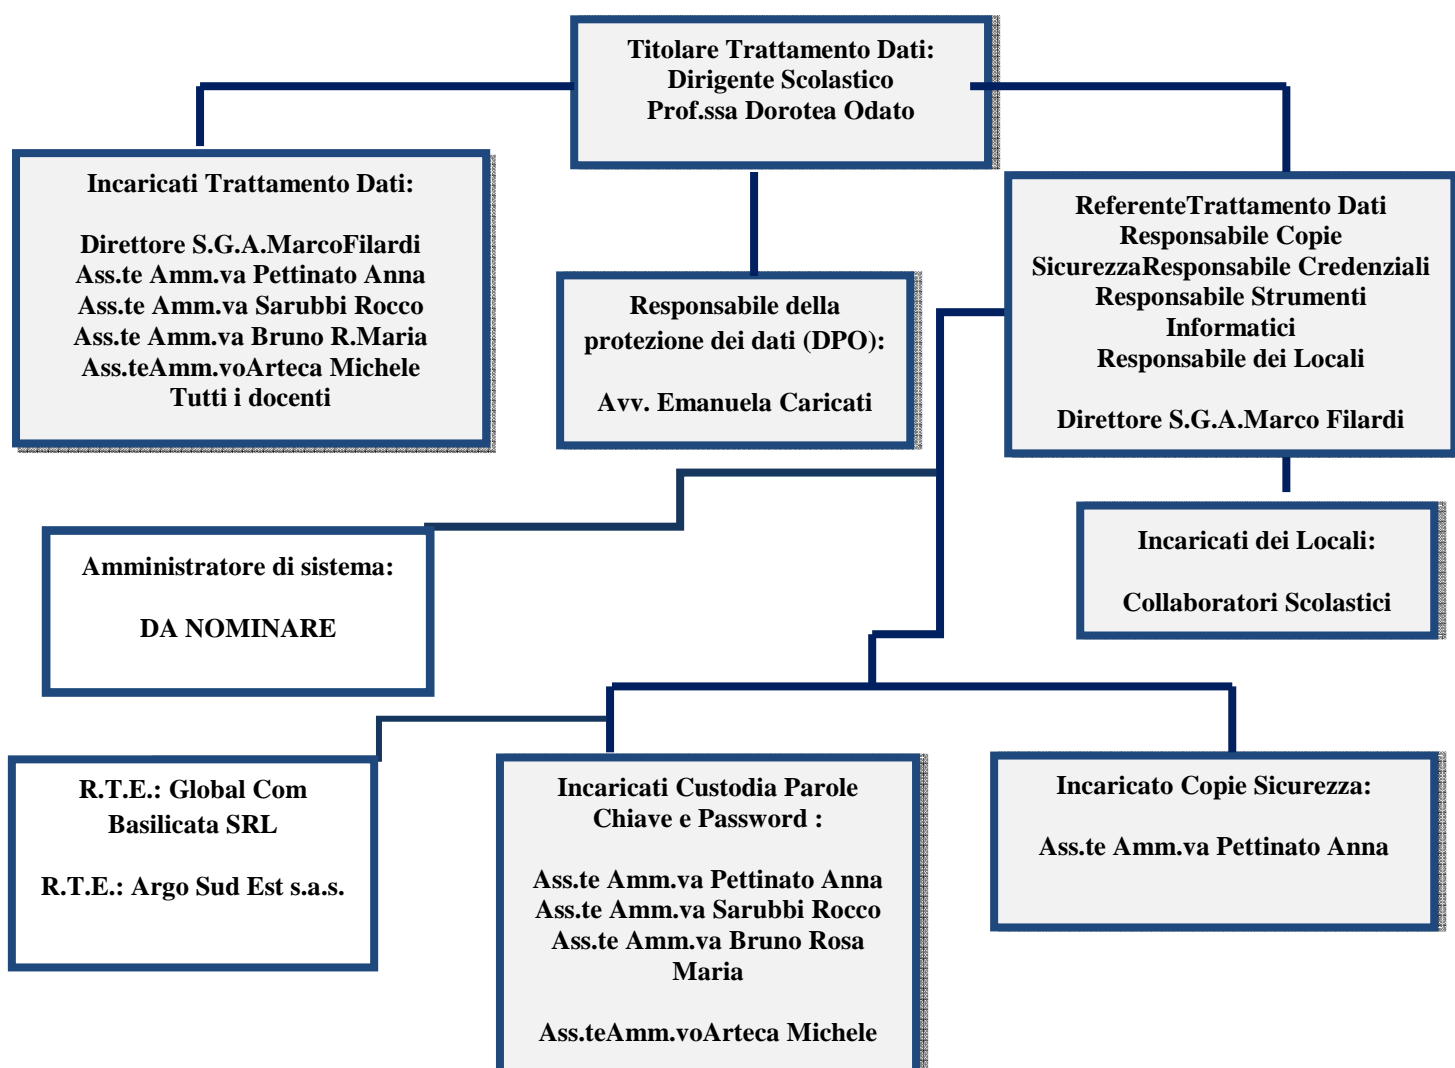 Titolare Trattamento Dati:
Dirigente Scolastico
Prof.ssa Dorotea Odato
Incaricati Trattamento Dati:
Direttore S.G.A.MarcoFilardi
Ass.te Amm.va Pettinato Anna
Ass.te Amm.va Sarubbi Rocco
Ass.te Amm.va Bruno R.Maria
Ass.teAmm.voArteca Michele
Tutti i docenti
Responsabile della
protezione dei dati (DPO):
Avv. Emanuela Caricati
ReferenteTrattamento Dati
Responsabile Copie
SicurezzaResponsabile Credenziali
Responsabile Strumenti
Informatici
Responsabile dei Locali
Direttore S.G.A.Marco Filardi
Amministratore di sistema:
DA NOMINARE
Incaricati dei Locali:
Collaboratori Scolastici
R.T.E.: Global Com
Basilicata SRL
R.T.E.: Argo Sud Est s.a.s.
Incaricati Custodia Parole
Chiave e Password :
Ass.te Amm.va Pettinato Anna
Ass.te Amm.va Sarubbi Rocco
Ass.te Amm.va Bruno Rosa
Maria
Ass.teAmm.voArteca Michele
Incaricato Copie Sicurezza:
Ass.te Amm.va Pettinato Anna